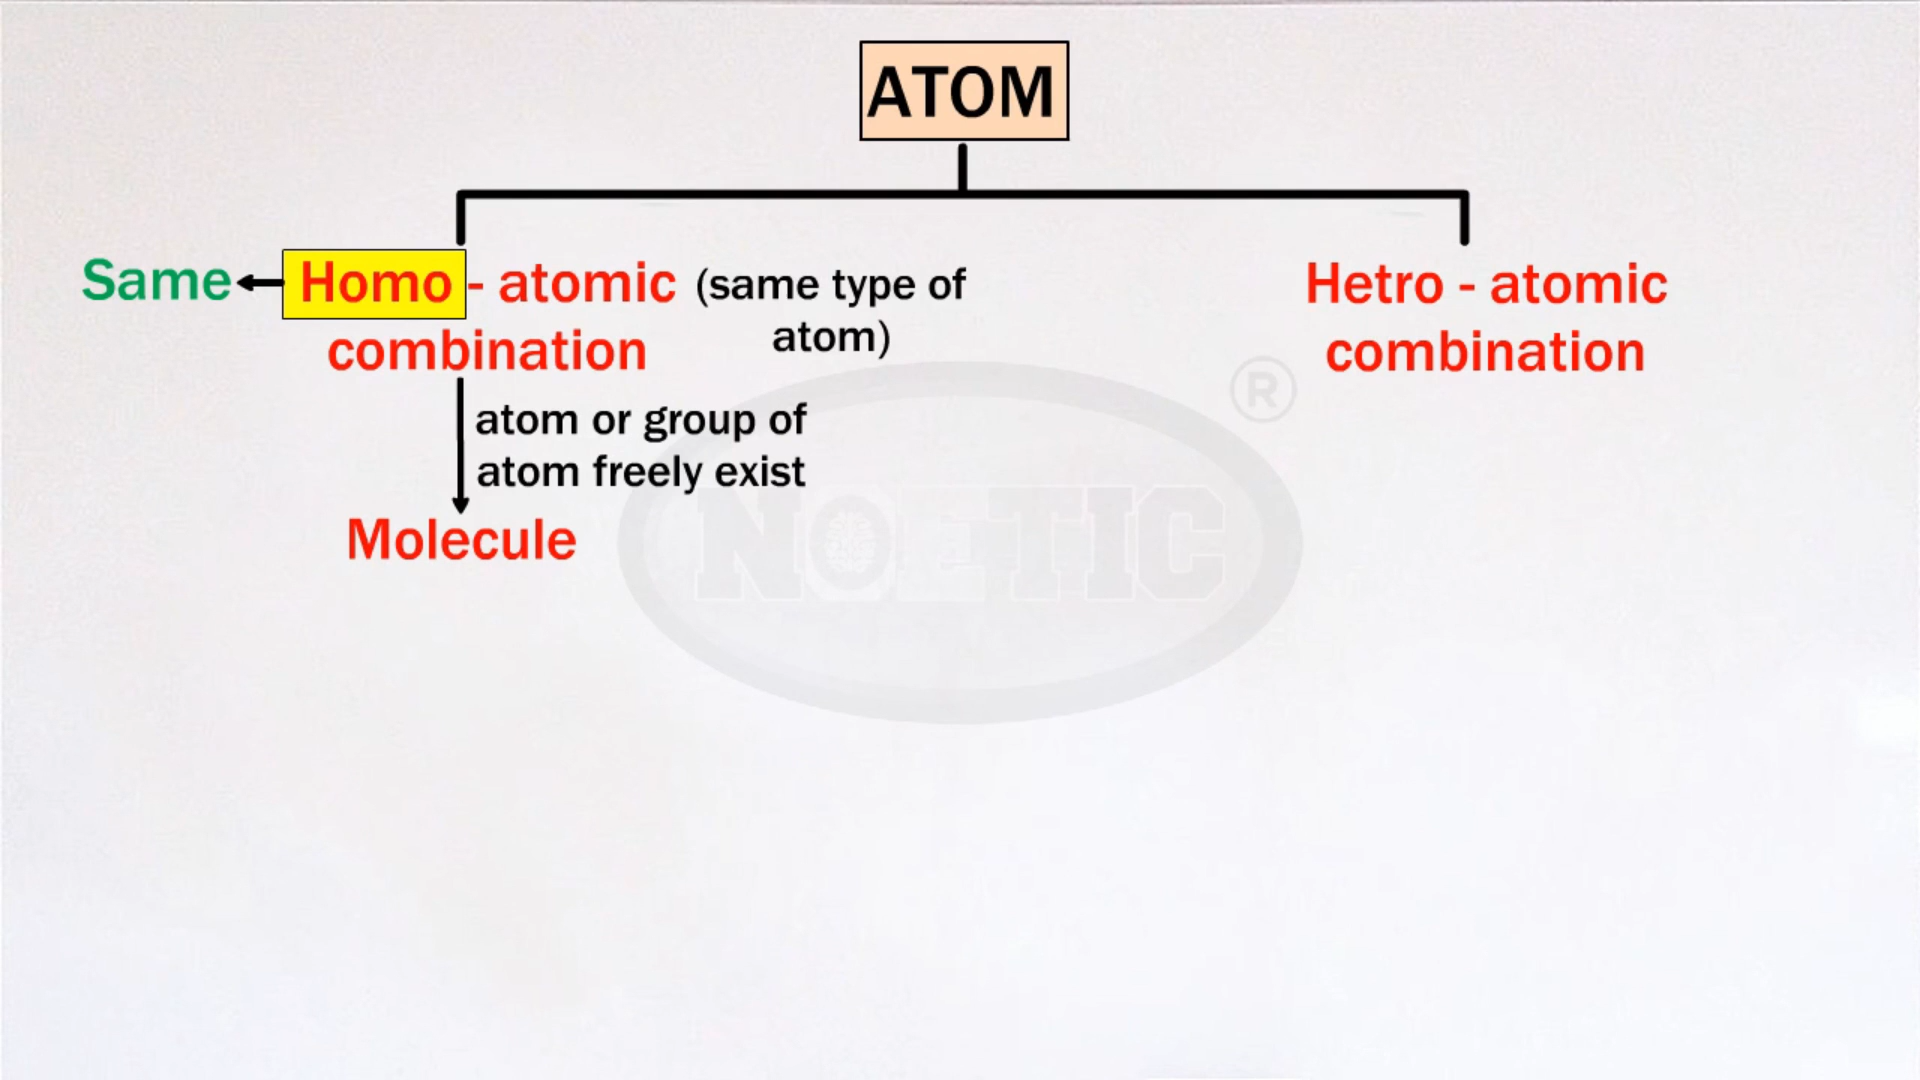 ATOM
Same
Homo - atomic (same type of
atom)
combination
atom or group of
atom freely exist
Molecule
Hetro - atomic
combination
NOETIC
®